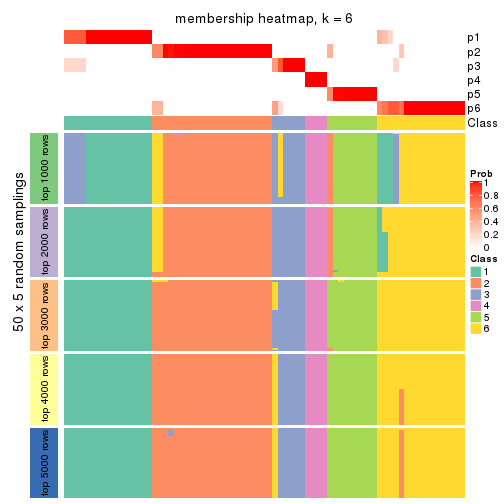 membership heatmap, k = 6
p1
p2
p3
p4
p5
p6
Class
50 x 5 random samplings
top 1000 rows
top 2000 rows
top 3000 rows
top 4000 rows
top 5000 rows
Prob
1
0.8
0.6
0.4
0.2
0
Class
1
2
3
4
5
6